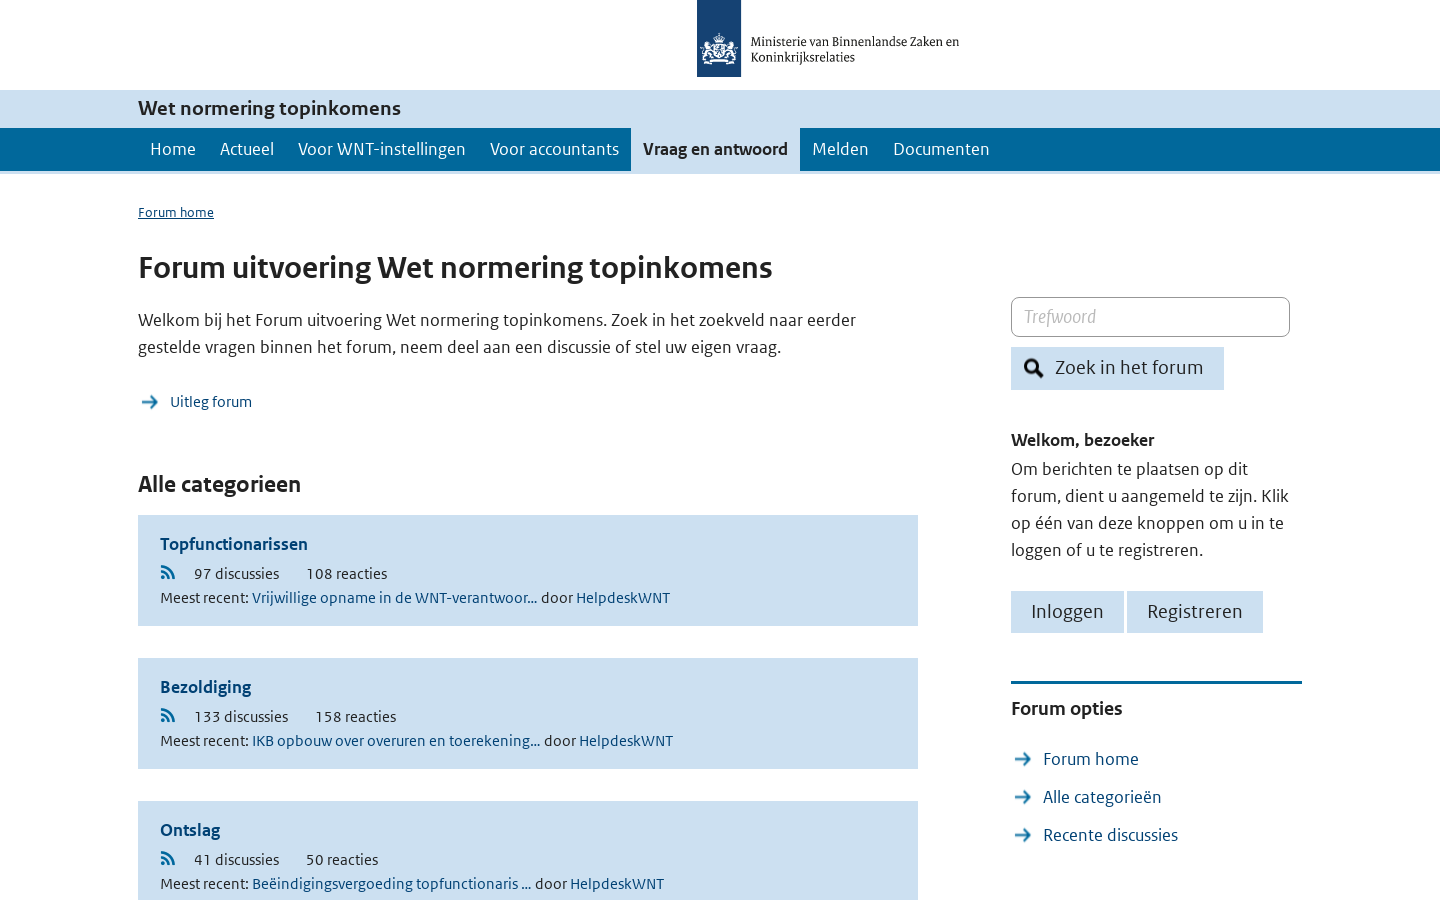 Ministerie van Binnenlandse Zaken en
Koninkrijksrelaties
Wet normering topinkomens
Home Actueel Voor WNT-instellingen Voor accountants Vraag en antwoord Melden Documenten
Forum home
Forum uitvoering Wet normering topinkomens
Welkom bij het Forum uitvoering Wet normering topinkomens. Zoek in het zoekveld naar eerder
gestelde vragen binnen het forum, neem deel aan een discussie of stel uw eigen vraag.
Uitleg forum
Alle categorieen
Topfunctionarissen
97 discussies 108 reacties
Meest recent: Vrijwillige opname in de WNT-verantwoor... door HelpdeskWNT
Bezoldiging
133 discussies 158 reacties
Meest recent: IKB opbouw over overuren en toerekening... door HelpdeskWNT
Ontslag
41 discussies 50 reacties
Meest recent: Beëindigingsvergoeding topfunctionaris ... door HelpdeskWNT
Trefwoord
Zoek in het forum
Welkom, bezoeker
Om berichten te plaatsen op dit
forum, dient u aangemeld te zijn. Klik
op één van deze knoppen om u in te
loggen of u te registreren.
Inloggen Registreren
Forum opties
Forum home
Alle categorieën
Recente discussies